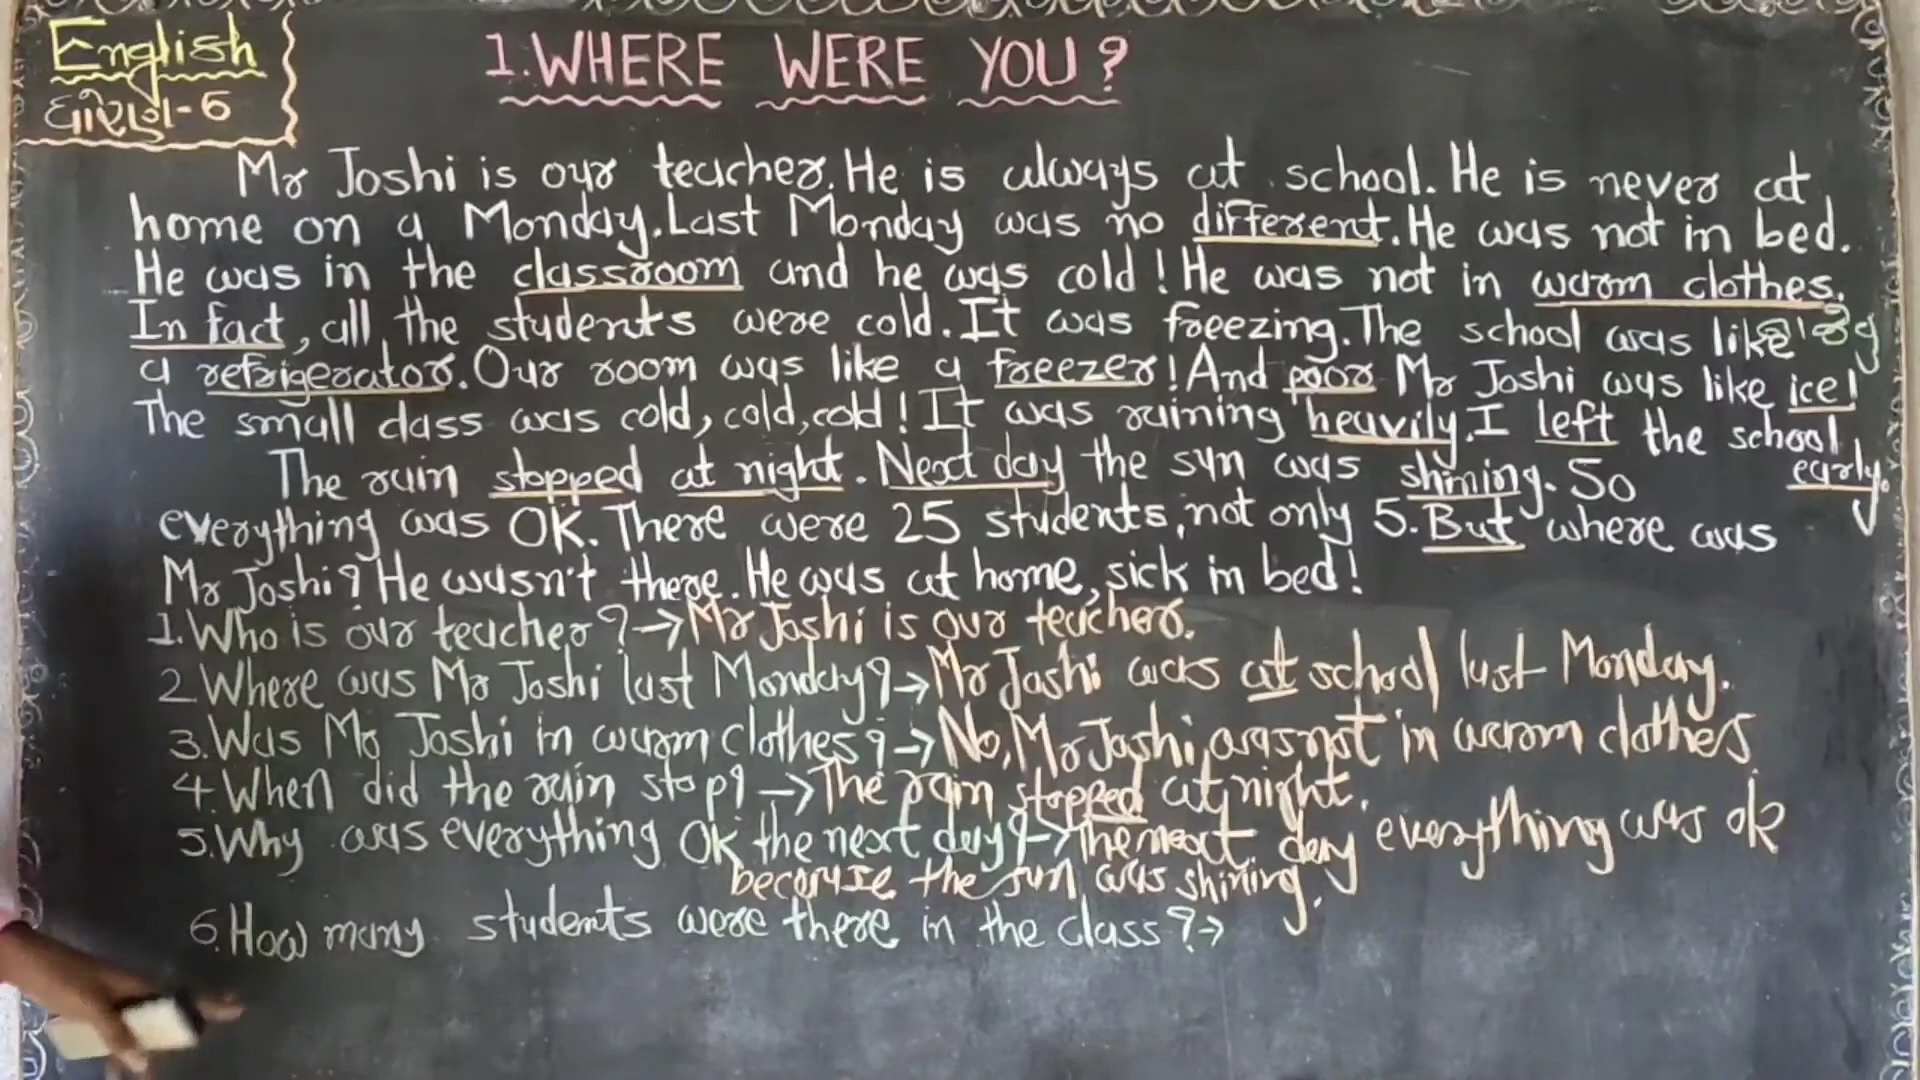 English
ધોરણ-6
1. WHERE WERE YOU?
Mr Joshi is our teacher. He is always at school. He is never at
home on a Monday. Last Monday was no different. He was not in bed.
He was in the classroom and he was cold! He was not in warm clothes.
In fact, all the students were cold. It was freezing. The school was like
a refrigerator. Our room was like a freezer! And poor Mr Joshi was like ice!
The small class was cold, cold, cold! It was raining heavily. I left the school
early.
The rain stopped at night. Next day the sun was shining. So
everything was OK. There were 25 students, not only 5. But where was
Mr Joshi? He wasn't there. He was at home, sick in bed!
1. Who is our teacher? → Mr Joshi is our teacher.
2. Where was Mr Joshi last Monday? → Mr Joshi was at school last Monday.
3. Was Mr Joshi in warm clothes? → No, Mr Joshi was not in warm clothes
4. When did the rain stop? → The rain stopped at night.
5. Why was everything Ok the next day? → The next day everything was ok
because the sun was shining.
6. How many students were there in the class? →